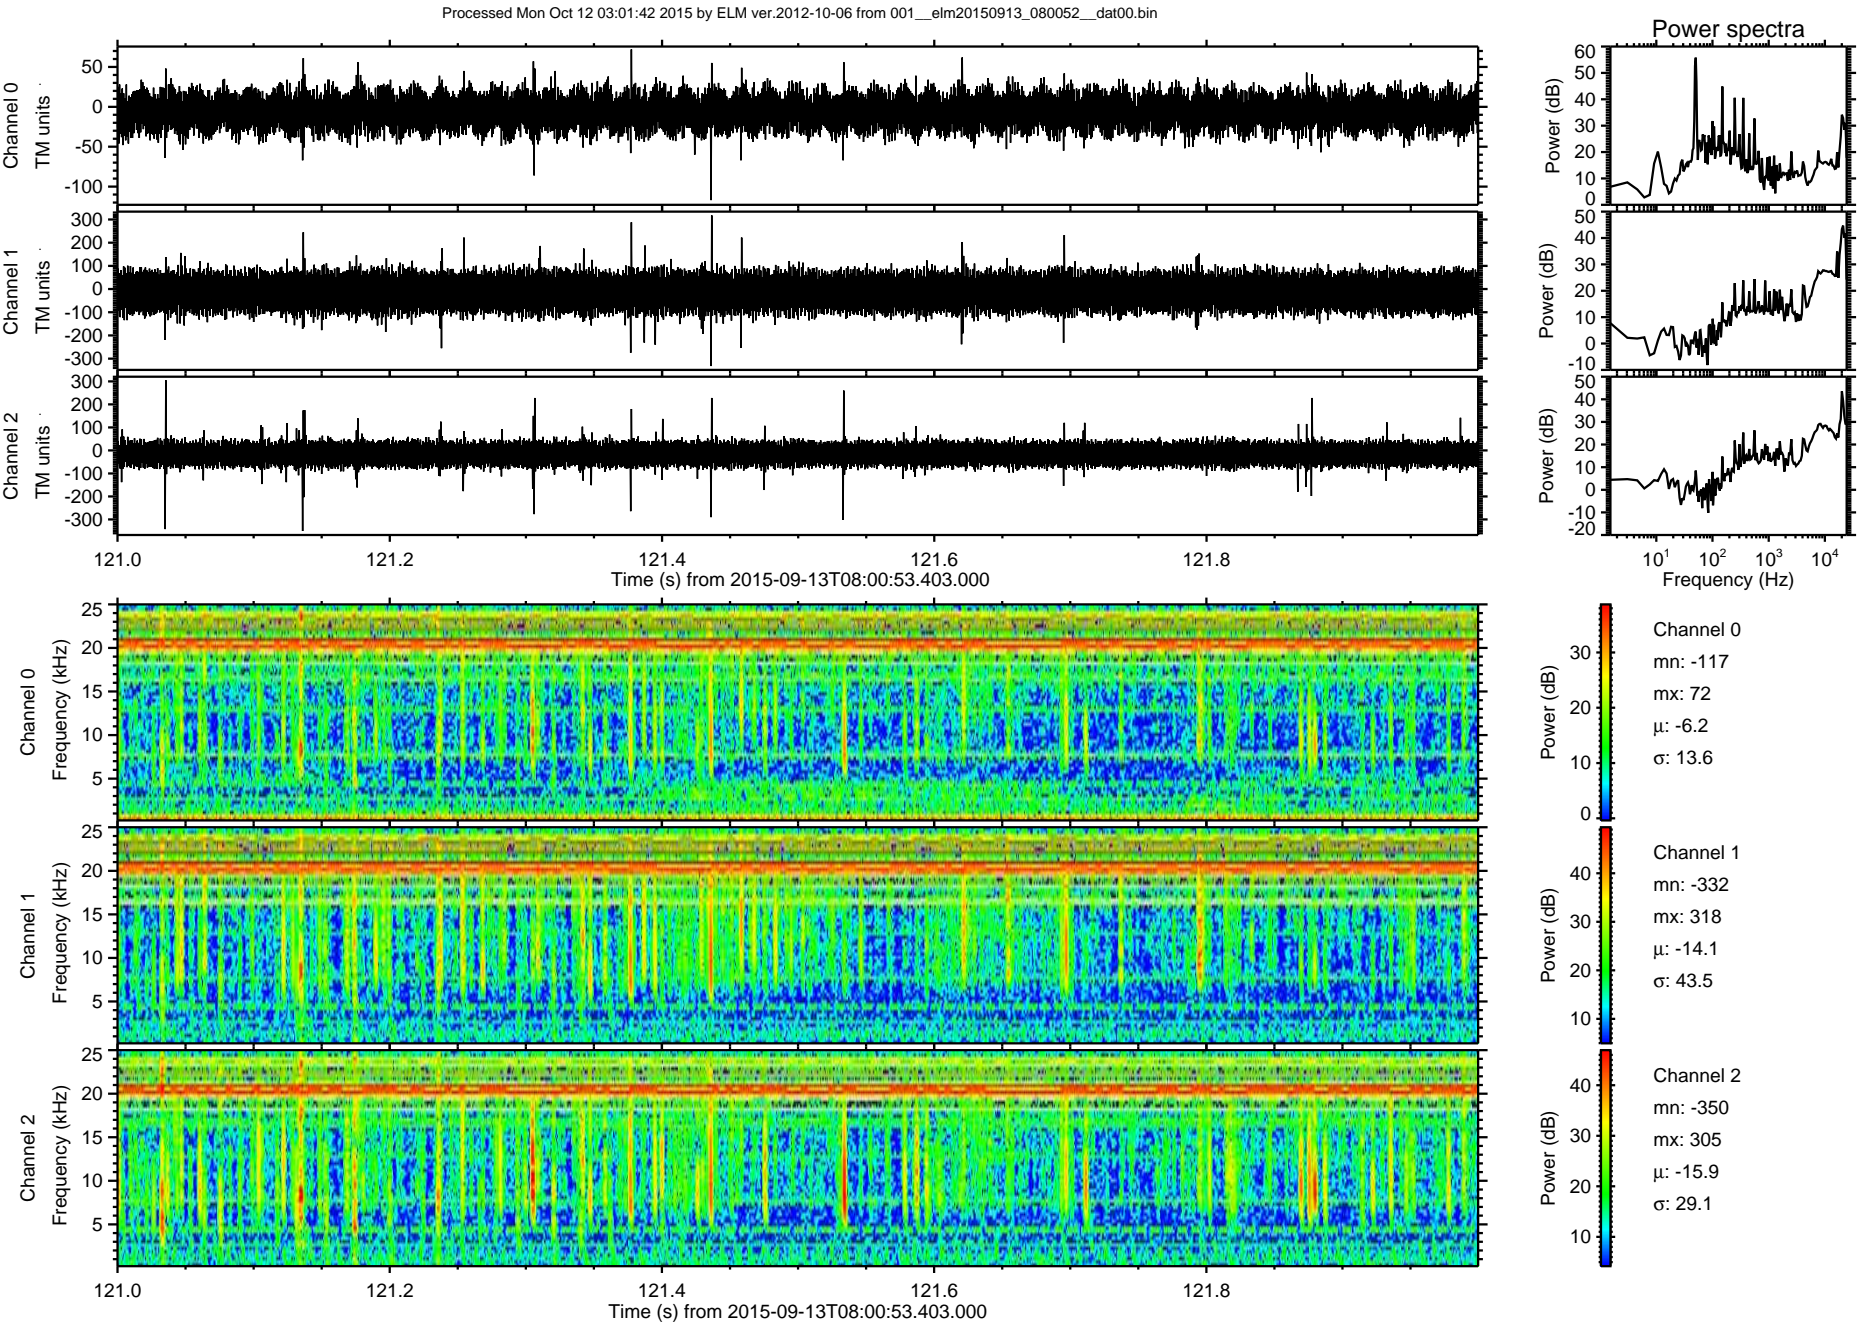 Processed Mon Oct 12 03:01:42 2015 by ELM ver.2012-10-06 from 001__elm20150913_080052__dat00.bin
Power spectra
Channel 0
TM units
50
0
-50
-100
Power (dB)
60
50
40
30
20
10
0
Channel 1
TM units
300
200
100
0
-100
-200
-300
Power (dB)
50
40
30
20
10
0
-10
Channel 2
TM units
300
200
100
0
-100
-200
-300
Power (dB)
50
40
30
20
10
0
-10
-20
121.0 121.2 121.4 121.6 121.8
Time (s) from 2015-09-13T08:00:53.403.000
10¹ 10² 10³ 10⁴
Frequency (Hz)
Channel 0
Frequency (kHz)
25
20
15
10
5
Power (dB)
30
20
10
0
Channel 0
mn: -117
mx: 72
μ: -6.2
σ: 13.6
Channel 1
Frequency (kHz)
25
20
15
10
5
Power (dB)
40
30
20
10
Channel 1
mn: -332
mx: 318
μ: -14.1
σ: 43.5
Channel 2
Frequency (kHz)
25
20
15
10
5
Power (dB)
40
30
20
10
Channel 2
mn: -350
mx: 305
μ: -15.9
σ: 29.1
121.0 121.2 121.4 121.6 121.8
Time (s) from 2015-09-13T08:00:53.403.000